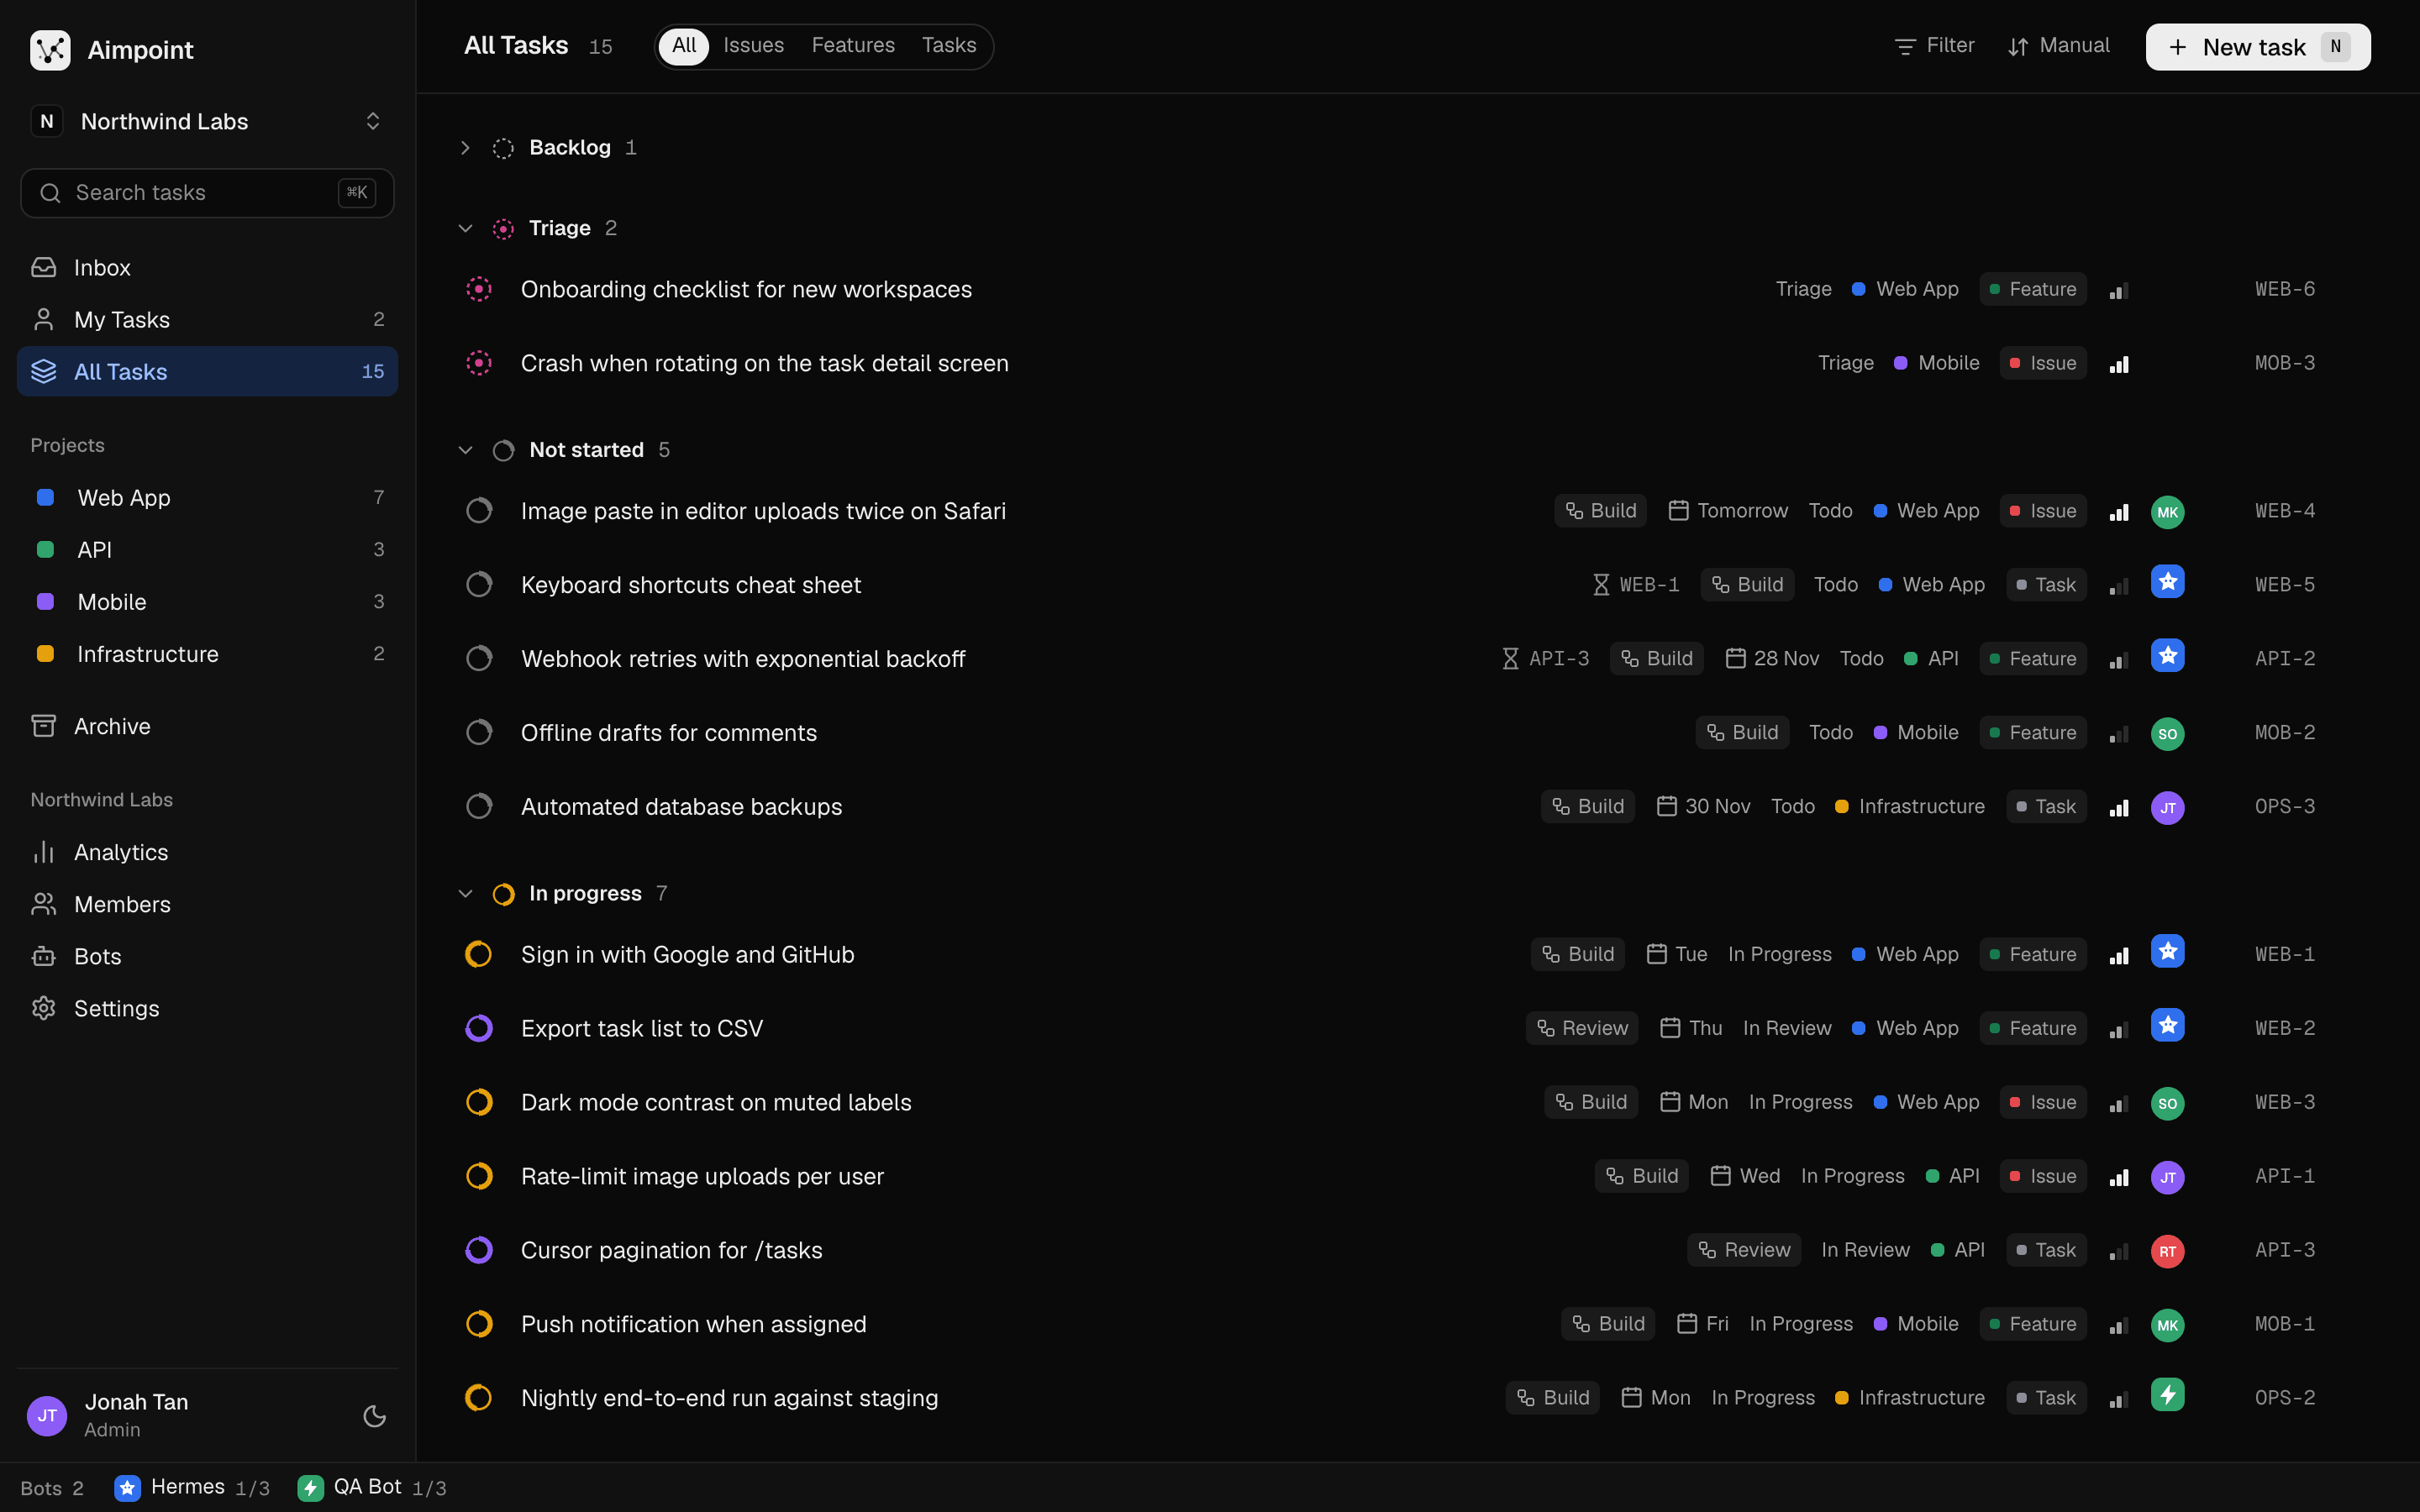 Aimpoint
N Northwind Labs
Search tasks ⌘K
Inbox
My Tasks 2
All Tasks 15
Projects
Web App 7
API 3
Mobile 3
Infrastructure 2
Archive
Northwind Labs
Analytics
Members
Bots
Settings
JT Jonah Tan
Admin
All Tasks 15 All Issues Features Tasks Filter Manual + New task N
Backlog 1
Triage 2
Onboarding checklist for new workspaces Triage Web App Feature WEB-6
Crash when rotating on the task detail screen Triage Mobile Issue MOB-3
Not started 5
Image paste in editor uploads twice on Safari Build Tomorrow Todo Web App Issue MK WEB-4
Keyboard shortcuts cheat sheet WEB-1 Build Todo Web App Task WEB-5
Webhook retries with exponential backoff API-3 Build 28 Nov Todo API Feature API-2
Offline drafts for comments Build Todo Mobile Feature SO MOB-2
Automated database backups Build 30 Nov Todo Infrastructure Task JT OPS-3
In progress 7
Sign in with Google and GitHub Build Tue In Progress Web App Feature WEB-1
Export task list to CSV Review Thu In Review Web App Feature WEB-2
Dark mode contrast on muted labels Build Mon In Progress Web App Issue SO WEB-3
Rate-limit image uploads per user Build Wed In Progress API Issue JT API-1
Cursor pagination for /tasks Review In Review API Task RT API-3
Push notification when assigned Build Fri In Progress Mobile Feature MK MOB-1
Nightly end-to-end run against staging Build Mon In Progress Infrastructure Task OPS-2
Bots 2 Hermes 1/3 QA Bot 1/3